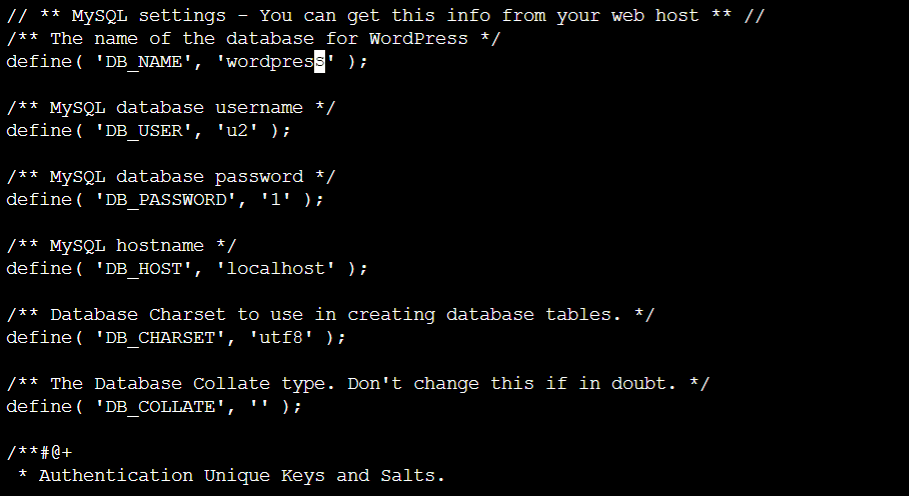 // ** MySQL settings - You can get this info from your web host ** //
/** The name of the database for WordPress */
define( 'DB_NAME', 'wordpress' );
/** MySQL database username */
define( 'DB_USER', 'u2' );
/** MySQL database password */
define( 'DB_PASSWORD', '1' );
/** MySQL hostname */
define( 'DB_HOST', 'localhost' );
/** Database Charset to use in creating database tables. */
define( 'DB_CHARSET', 'utf8' );
/** The Database Collate type. Don't change this if in doubt. */
define( 'DB_COLLATE', '' );
/**#@+
 * Authentication Unique Keys and Salts.